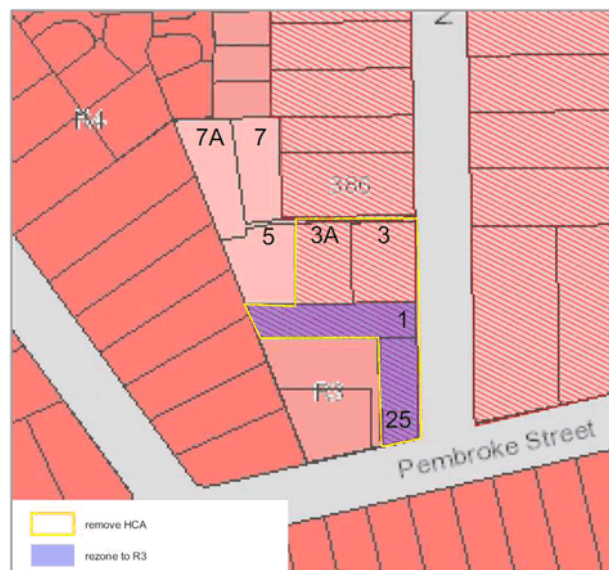 N
R4
7A 7
386
5 3A 3
1
R3
25
Pembroke Street
remove HCA
rezone to R3